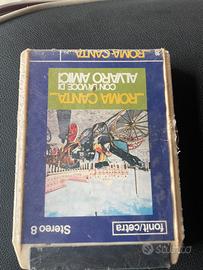 ...ROMA CANTA...
...ROMA CANTA...
CON LA VOCE DI
ALVARO AMICI
fonit/cetra
Stereo 8
subito